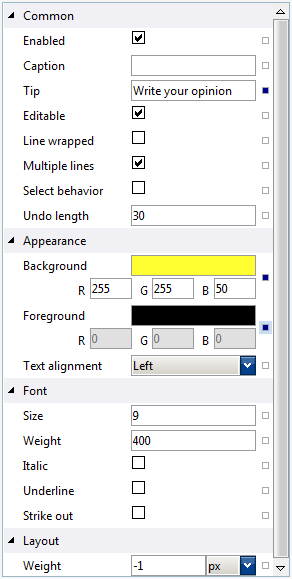 Common
Enabled
Caption
Tip Write your opinion
Editable
Line wrapped
Multiple lines
Select behavior
Undo length 30
Appearance
Background
R 255 G 255 B 50
Foreground
R 0 G 0 B 0
Text alignment Left
Font
Size 9
Weight 400
Italic
Underline
Strike out
Layout
Weight -1 px